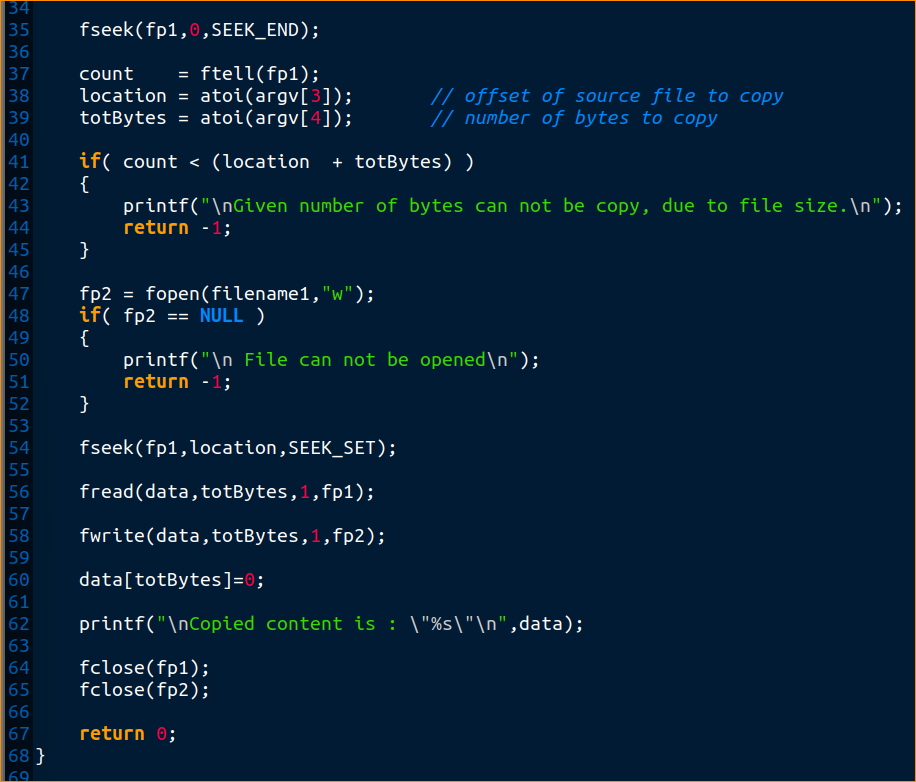 34
35 fseek(fp1,0,SEEK_END);
36
37 count    = ftell(fp1);
38 location = atoi(argv[3]);       // offset of source file to copy
39 totBytes = atoi(argv[4]);       // number of bytes to copy
40
41 if( count < (location  + totBytes) )
42 {
43     printf("\nGiven number of bytes can not be copy, due to file size.\n");
44     return -1;
45 }
46
47 fp2 = fopen(filename1,"w");
48 if( fp2 == NULL )
49 {
50     printf("\n File can not be opened\n");
51     return -1;
52 }
53
54 fseek(fp1,location,SEEK_SET);
55
56 fread(data,totBytes,1,fp1);
57
58 fwrite(data,totBytes,1,fp2);
59
60 data[totBytes]=0;
61
62 printf("\nCopied content is : \"%s\"\n",data);
63
64 fclose(fp1);
65 fclose(fp2);
66
67 return 0;
68 }
69